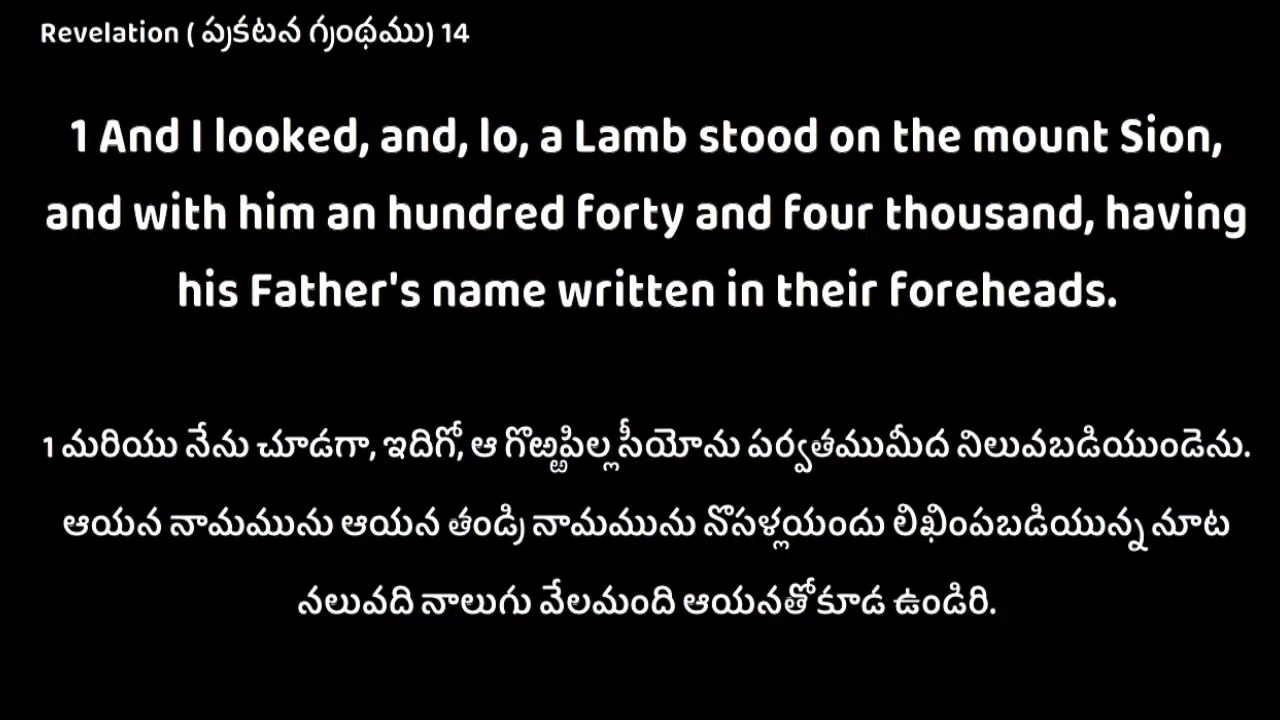 Revelation ( ప్రకటన గ్రంథము) 14
1 And I looked, and, lo, a Lamb stood on the mount Sion,
and with him an hundred forty and four thousand, having
his Father's name written in their foreheads.
1 మరియు నేను చూడగా, ఇదిగో, ఆ గొఱ్ఱపిల్ల సీయోను పర్వతముమీద నిలువబడియుండెను.
ఆయన నామమును ఆయన తండ్రి నామమును నొసళ్లయందు లిఖింపబడియున్న నూట
నలువది నాలుగు వేలమంది ఆయనతోకూడ ఉండిరి.